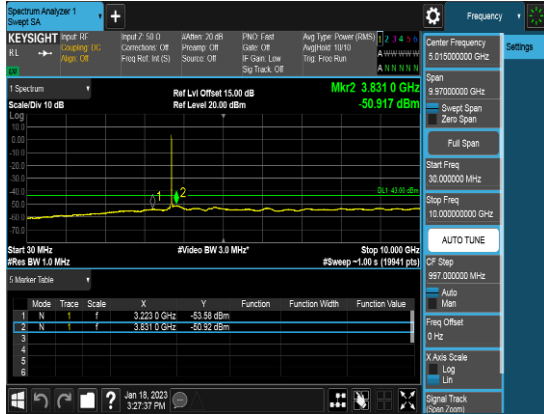 Spectrum Analyzer 1
Swept SA
Frequency
KEYSIGHT
Input: RF
Input Z: 50 Ω
#Atten: 20 dB
PNO: Fast
Avg Type: Power (RMS)
1 2 3 4 5 6
RL
Coupling: DC
Corrections: Off
Preamp: Off
Gate: Off
Avg|Hold: 10/10
A W W W W W
Align: Off
Freq Ref: Int (S)
Source: Off
IF Gain: Low
Trig: Free Run
Sig Track: Off
A N N N N N
Center Frequency
5.015000000 GHz
Settings
Span
9.97000000 GHz
Swept Span
Zero Span
Full Span
Start Freq
30.000000 MHz
Stop Freq
10.000000000 GHz
AUTO TUNE
CF Step
997.000000 MHz
Auto
Man
Freq Offset
0 Hz
X Axis Scale
Log
Lin
Signal Track
(Span Zoom)
1 Spectrum
Ref Lvl Offset 15.00 dB
Mkr2 3.831 0 GHz
Scale/Div 10 dB
Ref Level 20.00 dBm
-50.917 dBm
Log
10.0
0.00
-10.0
-20.0
-30.0
-40.0
-50.0
-60.0
-70.0
1
2
DL1 -43.00 dBm
Start 30 MHz
#Video BW 3.0 MHz*
Stop 10.000 GHz
#Res BW 1.0 MHz
#Sweep ~1.00 s (19941 pts)
5 Marker Table
Mode Trace Scale X Y Function Function Width Function Value
1 N 1 f 3.223 0 GHz -53.58 dBm
2 N 1 f 3.831 0 GHz -50.92 dBm
3
4
5
6
Jan 18, 2023
3:27:37 PM